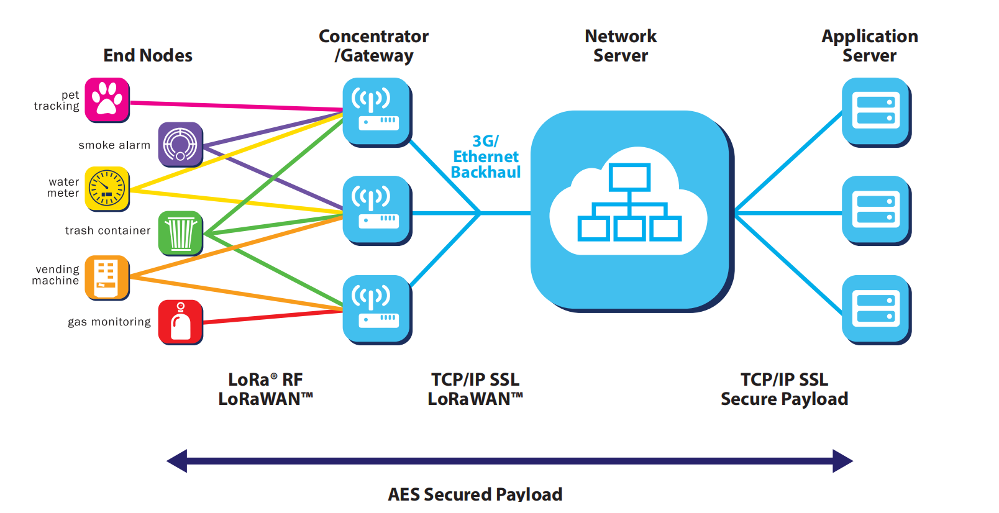 End Nodes
Concentrator
/Gateway
Network
Server
Application
Server
pet
tracking
smoke alarm
water
meter
trash container
vending
machine
gas monitoring
3G/
Ethernet
Backhaul
LoRa® RF
LoRaWAN™
TCP/IP SSL
LoRaWAN™
TCP/IP SSL
Secure Payload
AES Secured Payload